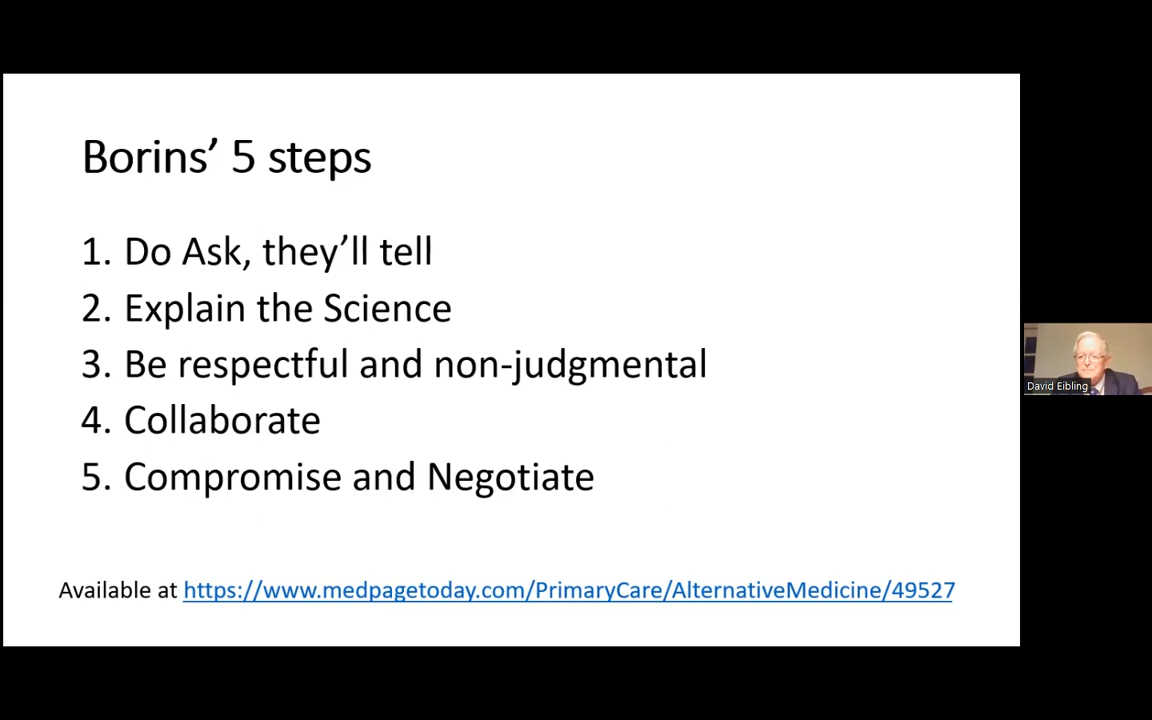 Borins’ 5 steps
1. Do Ask, they’ll tell
2. Explain the Science
3. Be respectful and non-judgmental
4. Collaborate
5. Compromise and Negotiate
Available at https://www.medpagetoday.com/PrimaryCare/AlternativeMedicine/49527
David Eibling